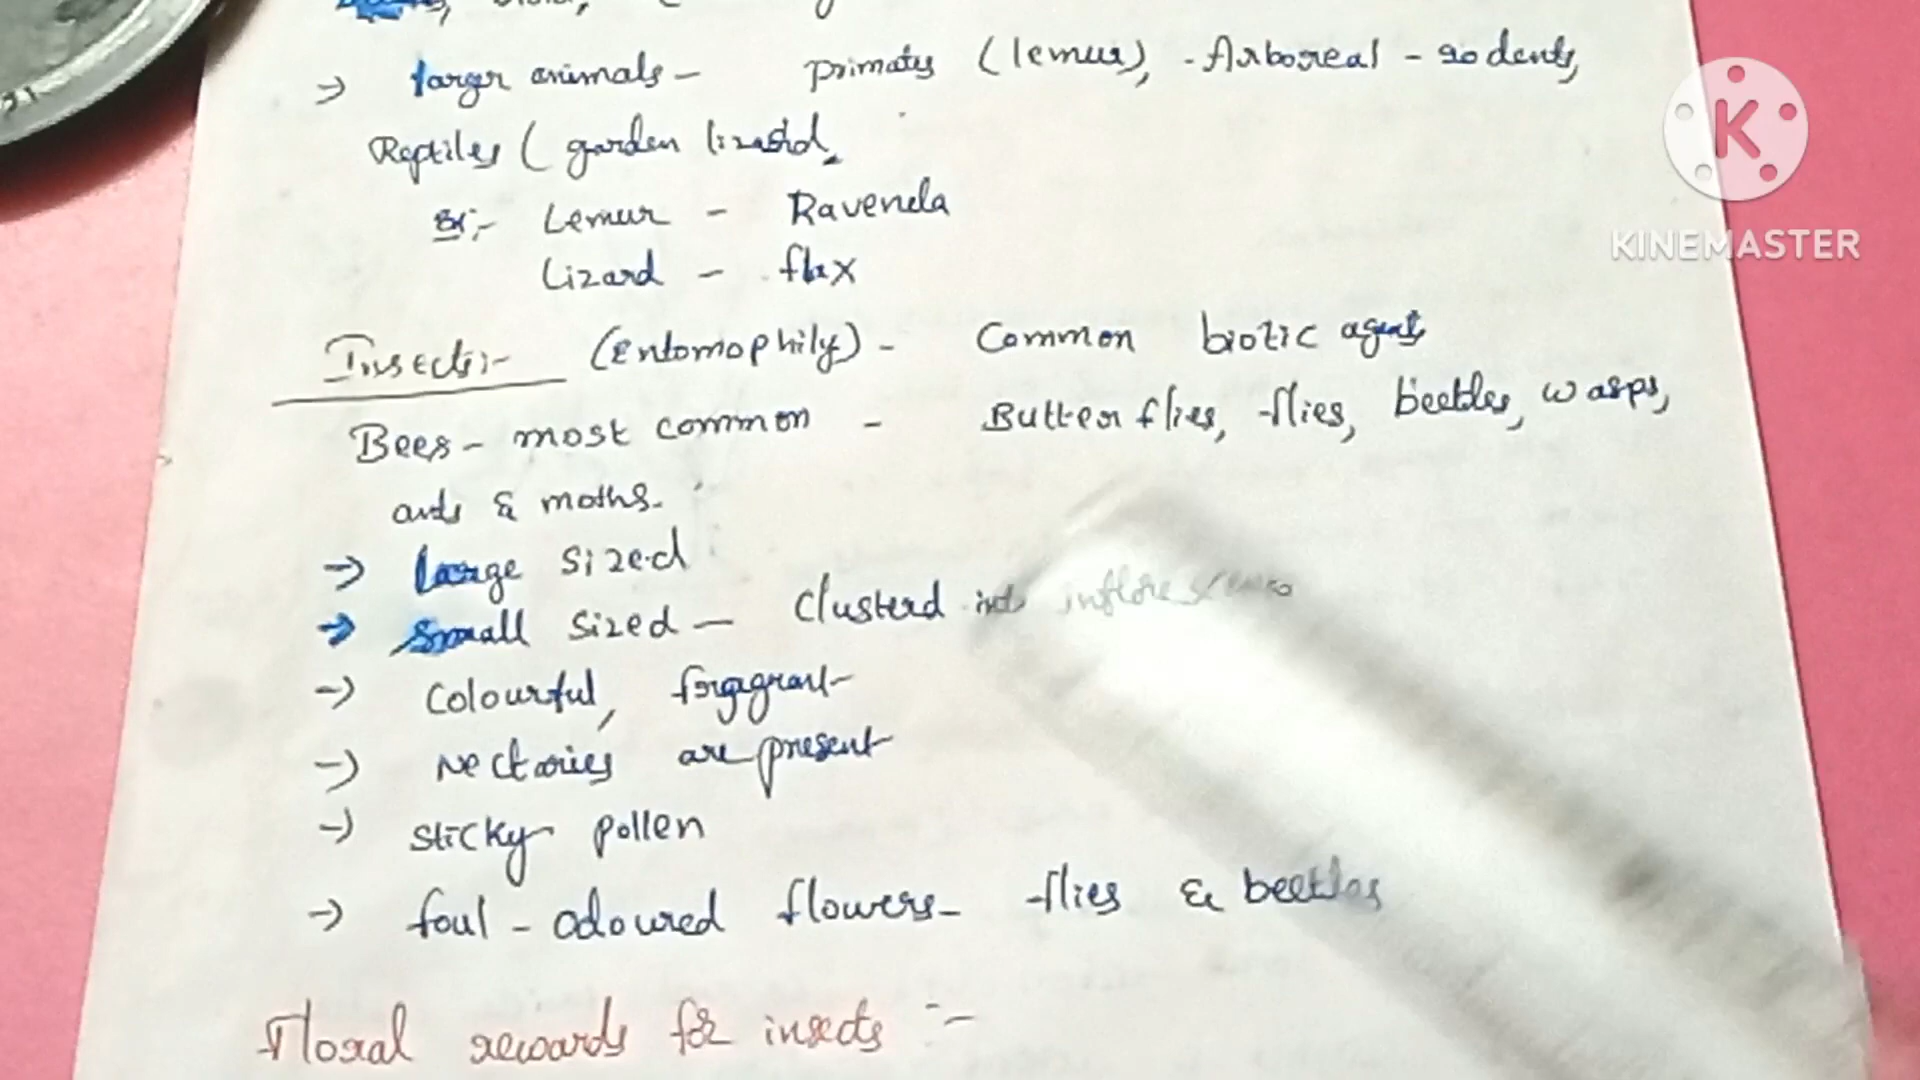 → larger animals - primates (lemur), - Arboreal - rodents,
Reptiles ( garden lizard,
Ex:- Lemur - Ravenela
Lizard - flax
Insects:- (Entomophily) - Common biotic agents
Bees - most common - Butterflies, flies, beetles, wasps,
ants & moths.
→ Large sized
→ Small sized - Clusterd into inflorescence
→ Colourful, fragrant
→ Nectaries are present
→ sticky pollen
→ foul - odoured flowers - flies & beetles
Floral rewards for insects :-
K
KINEMASTER